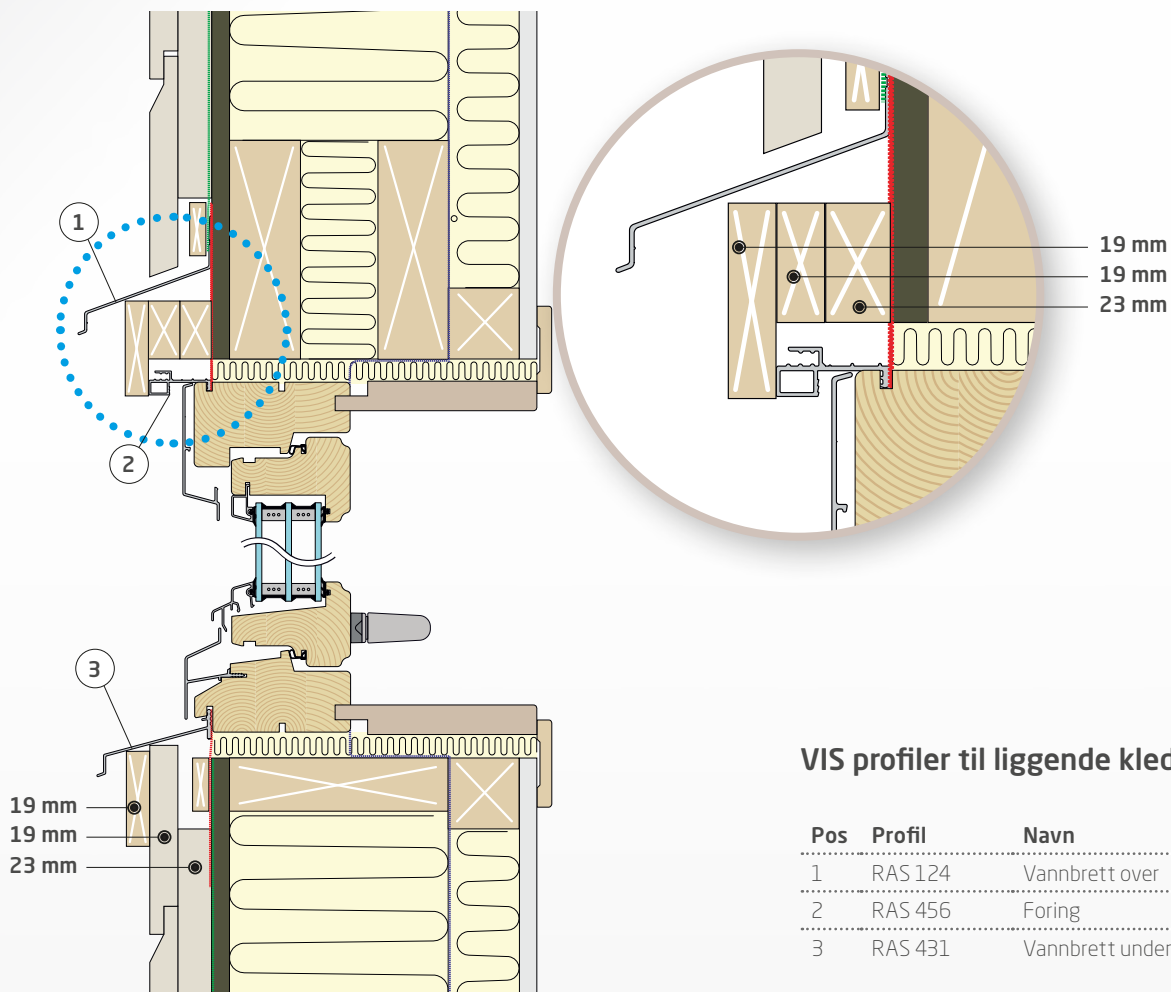 1
2
3
19 mm
19 mm
23 mm
19 mm
19 mm
23 mm
VIS profiler til liggende
Pos Profil Navn
1 RAS 124 Vannbrett over
2 RAS 456 Foring
3 RAS 431 Vannbrett under